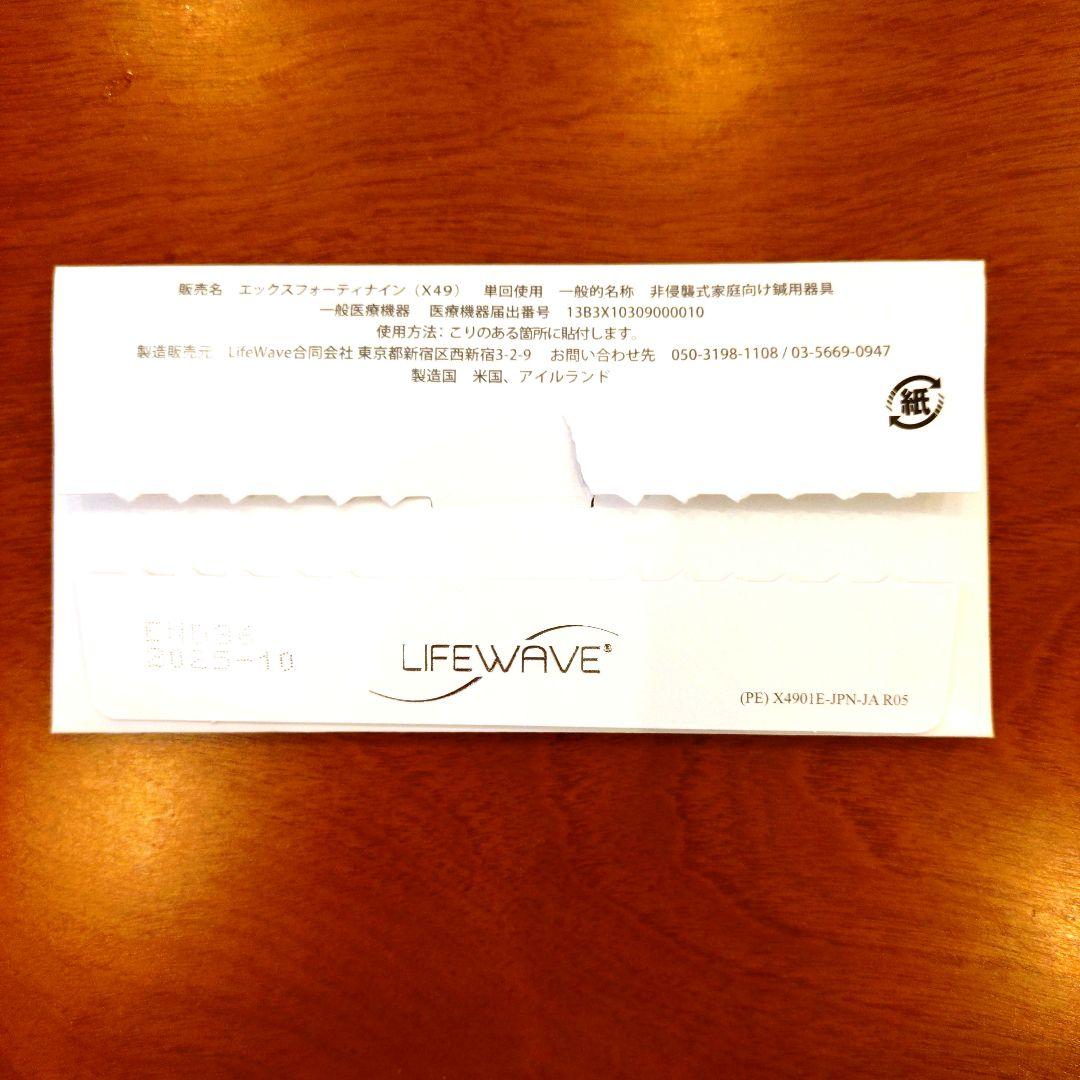 販売名　エックスフォーティナイン（X49）　単回使用　一般的名称　非侵襲式家庭向け鍼用器具
一般医療機器　医療機器届出番号　13B3X10309000010
使用方法：こりのある箇所に貼付します。
製造販売元　LifeWave合同会社 東京都新宿区西新宿3-2-9　お問い合わせ先　050-3198-1108 / 03-5669-0947
製造国　米国、アイルランド
紙
2025-10
LIFEWAVE®
(PE) X4901E-JPN-JA R05